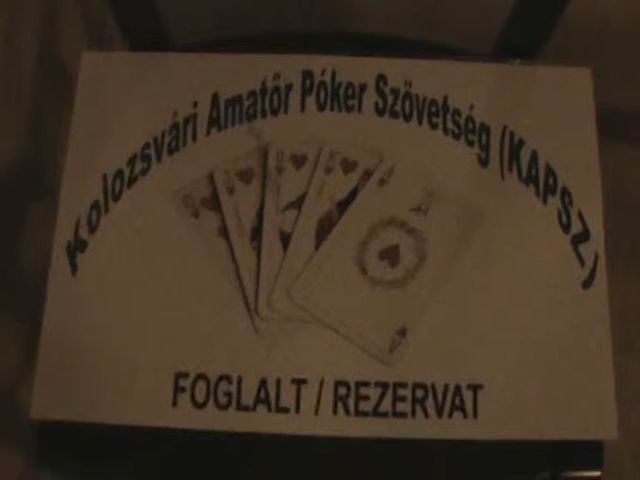 Kolozsvári Amatőr Póker Szövetség (KAPSZ)
FOGLALT / REZERVAT